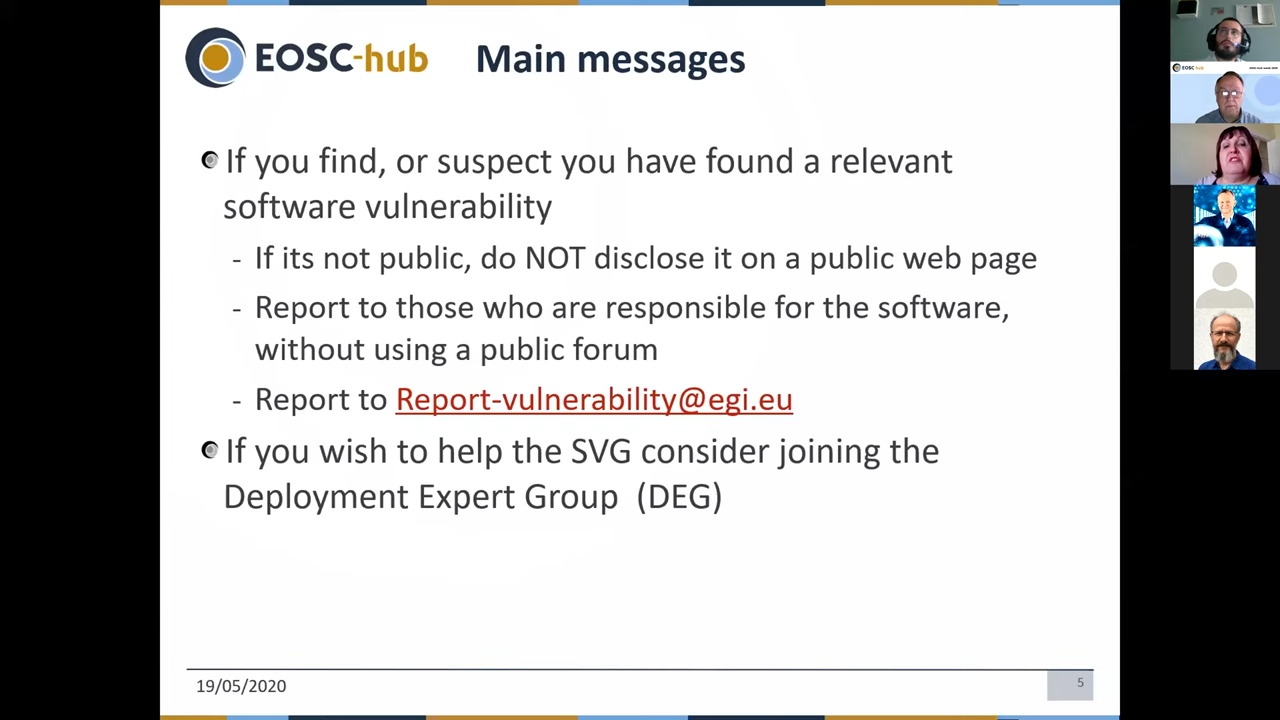 EOSC-hub
Main messages
If you find, or suspect you have found a relevant
software vulnerability
- If its not public, do NOT disclose it on a public web page
- Report to those who are responsible for the software,
without using a public forum
- Report to Report-vulnerability@egi.eu
If you wish to help the SVG consider joining the
Deployment Expert Group (DEG)
19/05/2020
5
EOSC-hub